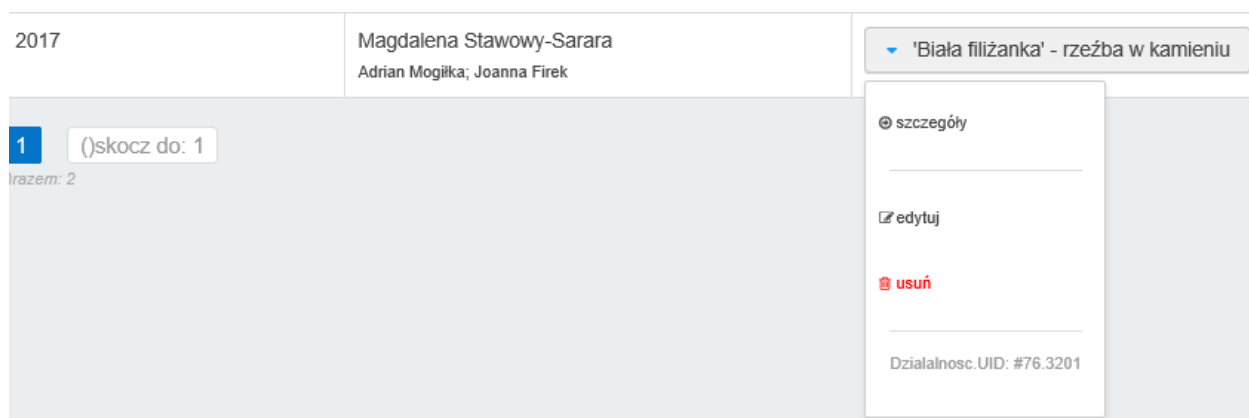 2017
Magdalena Stawowy-Sarara
Adrian Mogiłka; Joanna Firek
'Biała filiżanka' - rzeźba w kamieniu
szczegóły
edytuj
usuń
Dzialalnosc.UID: #76.3201
1 ()skocz do: 1
)razem: 2